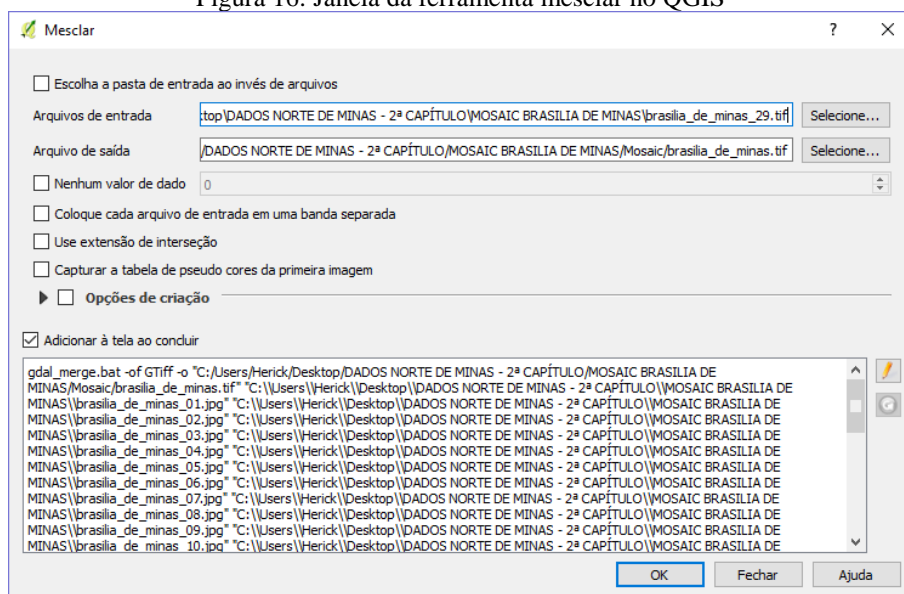 Figura 16: Janela da ferramenta mesclar no QGIS
Mesclar
Escolha a pasta de entrada ao invés de arquivos
Arquivos de entrada :top\DADOS NORTE DE MINAS - 2ª CAPÍTULO\MOSAIC BRASILIA DE MINAS\brasilia_de_minas_29.tif Selecione...
Arquivo de saída /DADOS NORTE DE MINAS - 2ª CAPÍTULO/MOSAIC BRASILIA DE MINAS/Mosaic/brasilia_de_minas.tif Selecione...
Nenhum valor de dado 0
Coloque cada arquivo de entrada em uma banda separada
Use extensão de interseção
Capturar a tabela de pseudo cores da primeira imagem
Opções de criação
Adicionar à tela ao concluir
gdal_merge.bat -of GTiff -o "C:/Users/Herick/Desktop/DADOS NORTE DE MINAS - 2ª CAPÍTULO/MOSAIC BRASILIA DE
MINAS/Mosaic/brasilia_de_minas.tif" "C:\\Users\\Herick\\Desktop\\DADOS NORTE DE MINAS - 2ª CAPÍTULO\\MOSAIC BRASILIA DE
MINAS\\brasilia_de_minas_01.jpg" "C:\\Users\\Herick\\Desktop\\DADOS NORTE DE MINAS - 2ª CAPÍTULO\\MOSAIC BRASILIA DE
MINAS\\brasilia_de_minas_02.jpg" "C:\\Users\\Herick\\Desktop\\DADOS NORTE DE MINAS - 2ª CAPÍTULO\\MOSAIC BRASILIA DE
MINAS\\brasilia_de_minas_03.jpg" "C:\\Users\\Herick\\Desktop\\DADOS NORTE DE MINAS - 2ª CAPÍTULO\\MOSAIC BRASILIA DE
MINAS\\brasilia_de_minas_04.jpg" "C:\\Users\\Herick\\Desktop\\DADOS NORTE DE MINAS - 2ª CAPÍTULO\\MOSAIC BRASILIA DE
MINAS\\brasilia_de_minas_05.jpg" "C:\\Users\\Herick\\Desktop\\DADOS NORTE DE MINAS - 2ª CAPÍTULO\\MOSAIC BRASILIA DE
MINAS\\brasilia_de_minas_06.jpg" "C:\\Users\\Herick\\Desktop\\DADOS NORTE DE MINAS - 2ª CAPÍTULO\\MOSAIC BRASILIA DE
MINAS\\brasilia_de_minas_07.jpg" "C:\\Users\\Herick\\Desktop\\DADOS NORTE DE MINAS - 2ª CAPÍTULO\\MOSAIC BRASILIA DE
MINAS\\brasilia_de_minas_08.jpg" "C:\\Users\\Herick\\Desktop\\DADOS NORTE DE MINAS - 2ª CAPÍTULO\\MOSAIC BRASILIA DE
MINAS\\brasilia_de_minas_09.jpg" "C:\\Users\\Herick\\Desktop\\DADOS NORTE DE MINAS - 2ª CAPÍTULO\\MOSAIC BRASILIA DE
MINAS\\brasilia_de_minas_10.jpg" "C:\\Users\\Herick\\Desktop\\DADOS NORTE DE MINAS - 2ª CAPÍTULO\\MOSAIC BRASILIA DE
OK Fechar Ajuda